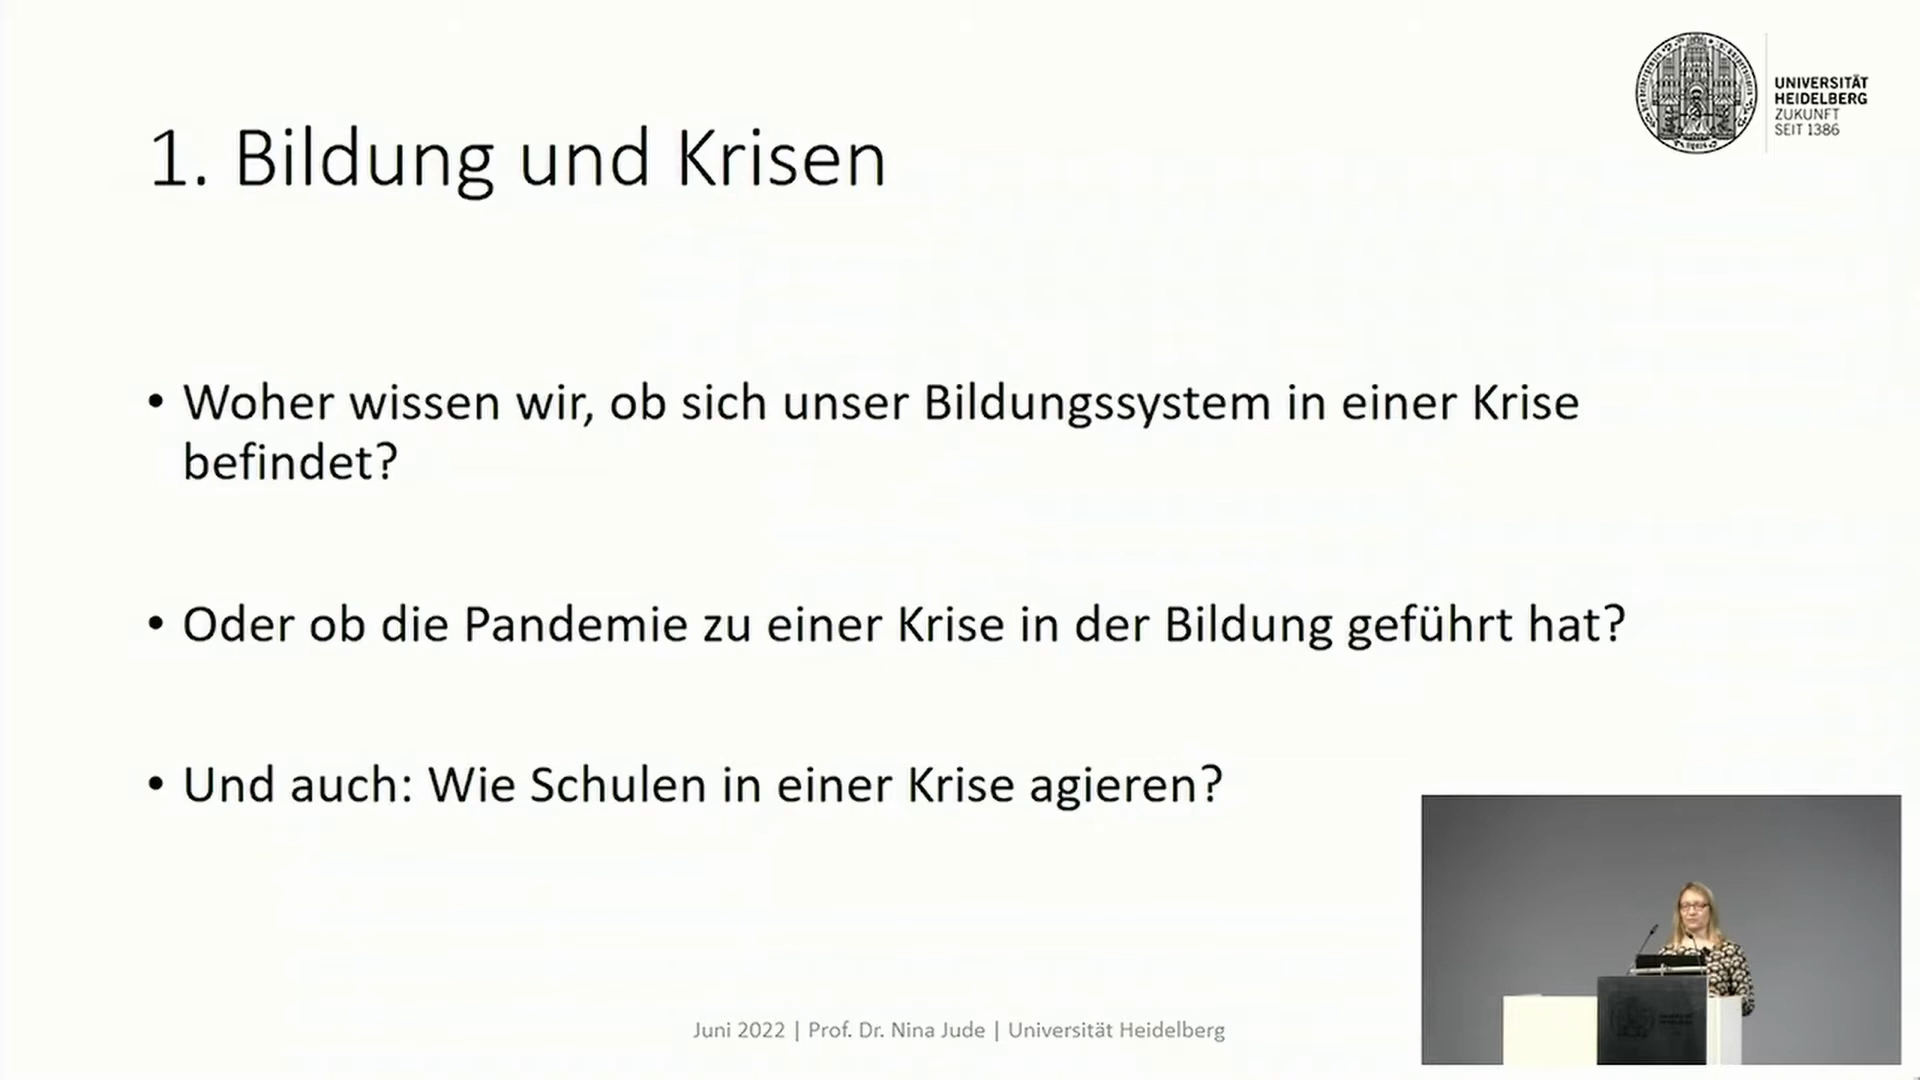 1. Bildung und Krisen
UNIVERSITÄT
HEIDELBERG
ZUKUNFT
SEIT 1386
• Woher wissen wir, ob sich unser Bildungssystem in einer Krise
befindet?
• Oder ob die Pandemie zu einer Krise in der Bildung geführt hat?
• Und auch: Wie Schulen in einer Krise agieren?
Juni 2022 | Prof. Dr. Nina Jude | Universität Heidelberg